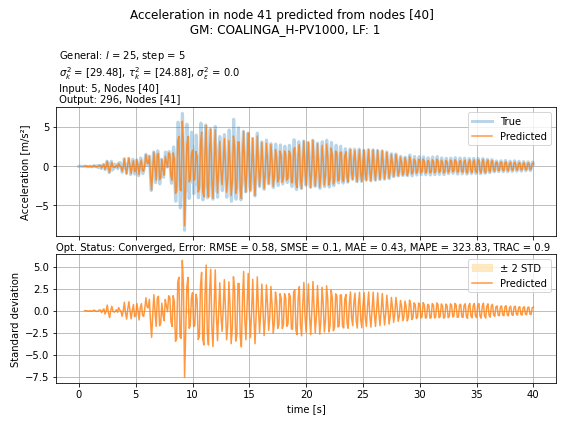 Acceleration in node 41 predicted from nodes [40]
GM: COALINGA_H-PV1000, LF: 1
General: l = 25, step = 5
σ²ₖ = [29.48], τ²ₖ = [24.88], σ²ε = 0.0
Input: 5, Nodes [40]
Output: 296, Nodes [41]
Acceleration [m/s²]
5
0
−5
True
Predicted
Opt. Status: Converged, Error: RMSE = 0.58, SMSE = 0.1, MAE = 0.43, MAPE = 323.83, TRAC = 0.9
Standard deviation
5.0
2.5
0.0
−2.5
−5.0
−7.5
± 2 STD
Predicted
0 5 10 15 20 25 30 35 40
time [s]